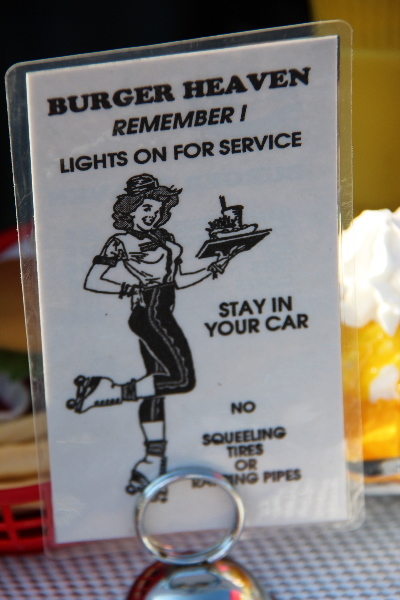 BURGER HEAVEN
REMEMBER !
LIGHTS ON FOR SERVICE
STAY IN
YOUR CAR
NO
SQUEELING
TIRES
OR
PIPES